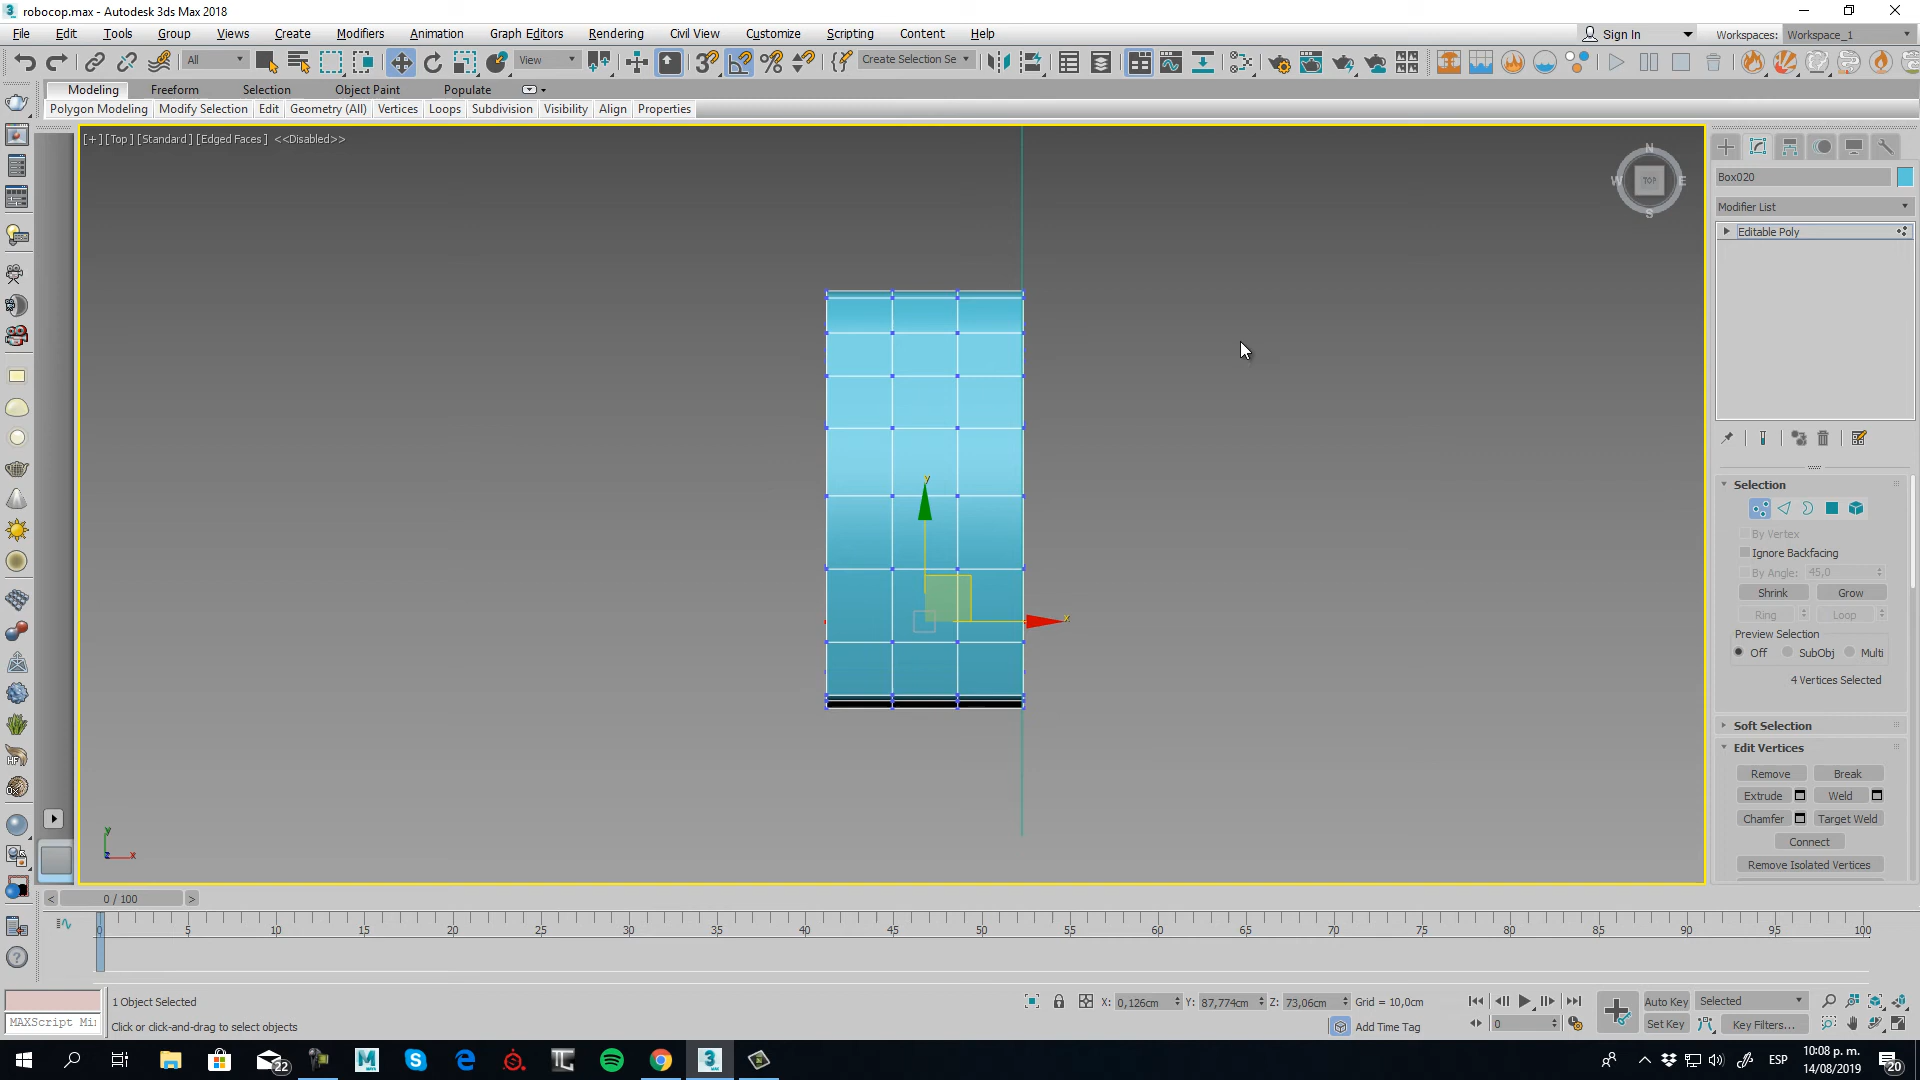 robocop.max - Autodesk 3ds Max 2018
File Edit Tools Group Views Create Modifiers Animation Graph Editors Rendering Civil View Customize Scripting Content Help
Sign In Workspaces: Workspace_1
All View Create Selection Se
Modeling Freeform Selection Object Paint Populate
Polygon Modeling Modify Selection Edit Geometry (All) Vertices Loops Subdivision Visibility Align Properties
[+] [Top] [Standard] [Edged Faces] <<Disabled>>
N
W TOP E
S
Box020
Modifier List
Editable Poly
Selection
By Vertex
Ignore Backfacing
By Angle: 45,0
Shrink Grow
Ring Loop
Preview Selection
Off SubObj Multi
4 Vertices Selected
Soft Selection
Edit Vertices
Remove Break
Extrude Weld
Chamfer Target Weld
Connect
Remove Isolated Vertices
y
x
y
z x
< 0 / 100 >
0 5 10 15 20 25 30 35 40 45 50 55 60 65 70 75 80 85 90 95 100
1 Object Selected
X: 0,126cm Y: 87,774cm Z: 73,06cm Grid = 10,0cm
Auto Key Selected
MAXScript Mi
Click or click-and-drag to select objects
Add Time Tag
0
Set Key Key Filters...
22
ESP
10:08 p. m.
14/08/2019
20